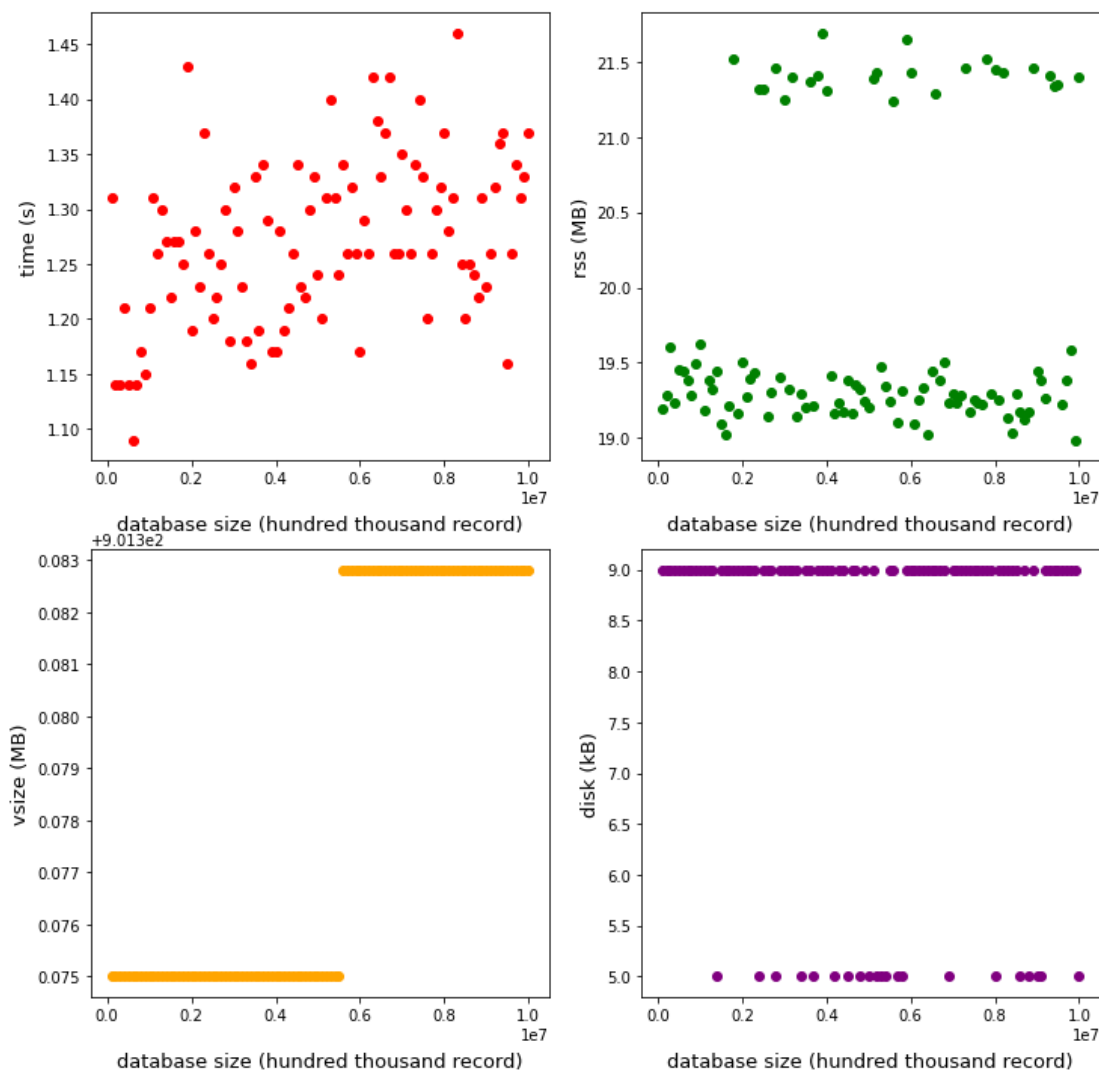 1.45
1.40
1.35
1.30
1.25
1.20
1.15
1.10
time (s)
0.0 0.2 0.4 0.6 0.8 1.0
1e7
database size (hundred thousand record)
21.5
21.0
20.5
20.0
19.5
19.0
rss (MB)
0.0 0.2 0.4 0.6 0.8 1.0
1e7
database size (hundred thousand record)
+9.013e2
0.083
0.082
0.081
0.080
0.079
0.078
0.077
0.076
0.075
vsize (MB)
0.0 0.2 0.4 0.6 0.8 1.0
1e7
database size (hundred thousand record)
9.0
8.5
8.0
7.5
7.0
6.5
6.0
5.5
5.0
disk (kB)
0.0 0.2 0.4 0.6 0.8 1.0
1e7
database size (hundred thousand record)